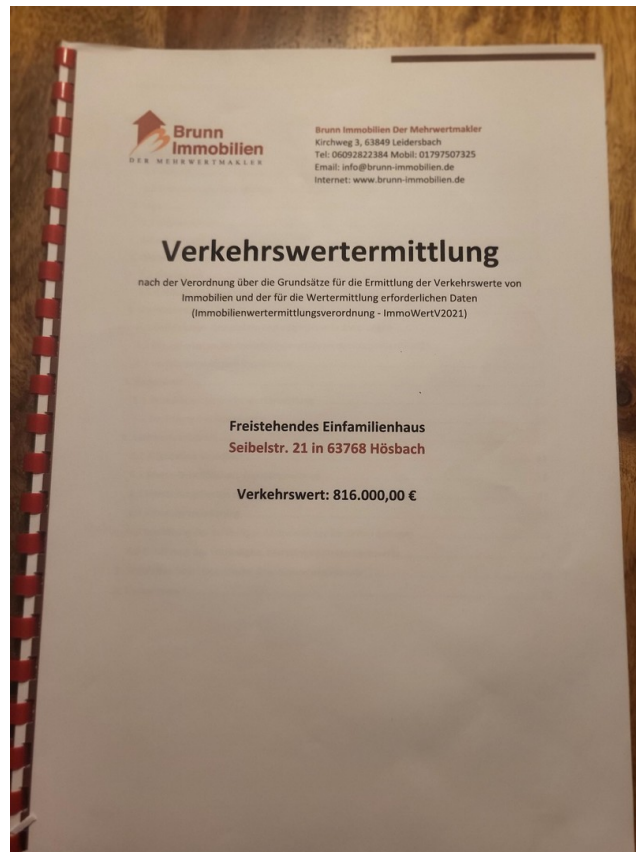 Brunn
Immobilien
DER MEHRWERTMAKLER
Brunn Immobilien Der Mehrwertmakler
Kirchweg 3, 63849 Leidersbach
Tel: 06092822384 Mobil: 01797507325
Email: info@brunn-immobilien.de
Internet: www.brunn-immobilien.de
Verkehrswertermittlung
nach der Verordnung über die Grundsätze für die Ermittlung der Verkehrswerte von
Immobilien und der für die Wertermittlung erforderlichen Daten
(Immobilienwertermittlungsverordnung - ImmoWertV2021)
Freistehendes Einfamilienhaus
Seibelstr. 21 in 63768 Hösbach
Verkehrswert: 816.000,00 €